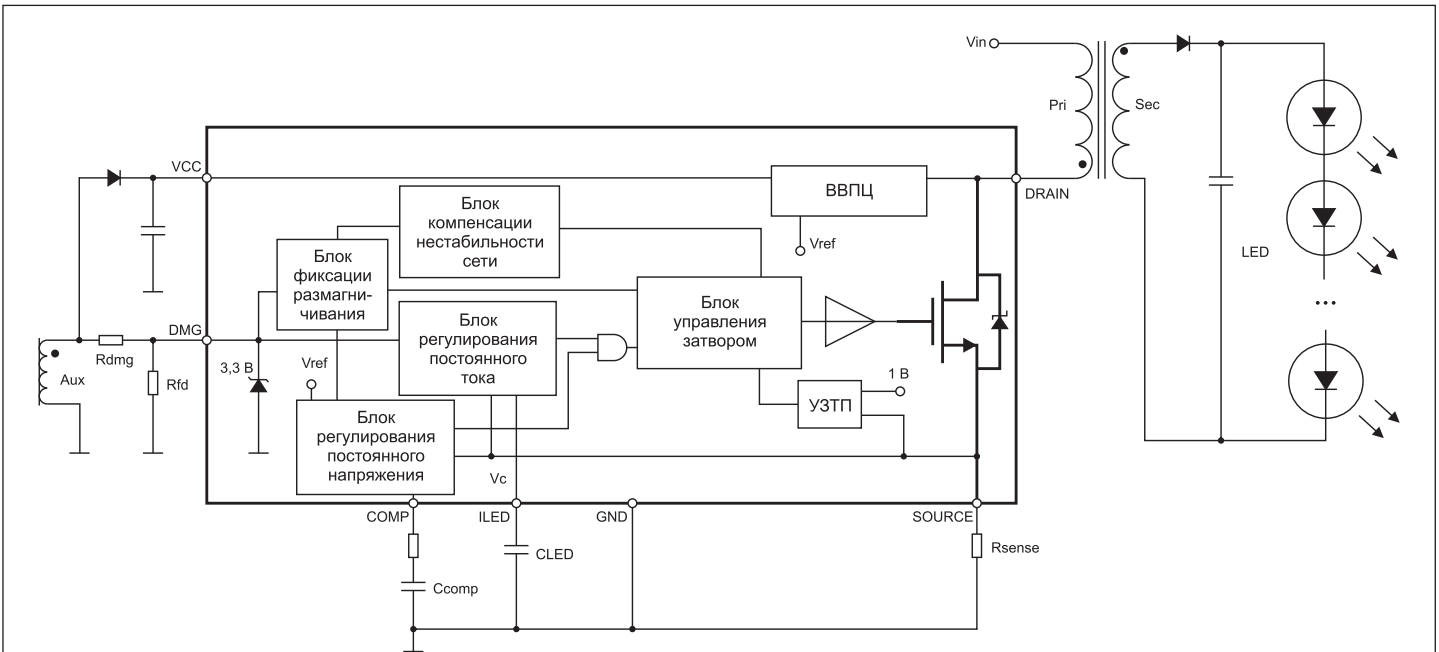 Vin
Pri
Sec
VCC
ВВПЦ
DRAIN
Блок
компенсации
нестабильности
сети
Vref
LED
Блок
фиксации
размагни-
чивания
Блок
управления
затвором
...
DMG
Блок
регулирования
постоянного
тока
Rdmg
Vref
3,3 В
1 В
Aux
Rfd
УЗТП
Блок
регулирования
постоянного
напряжения
Vc
COMP
ILED
GND
SOURCE
CLED
Rsense
Ccomp